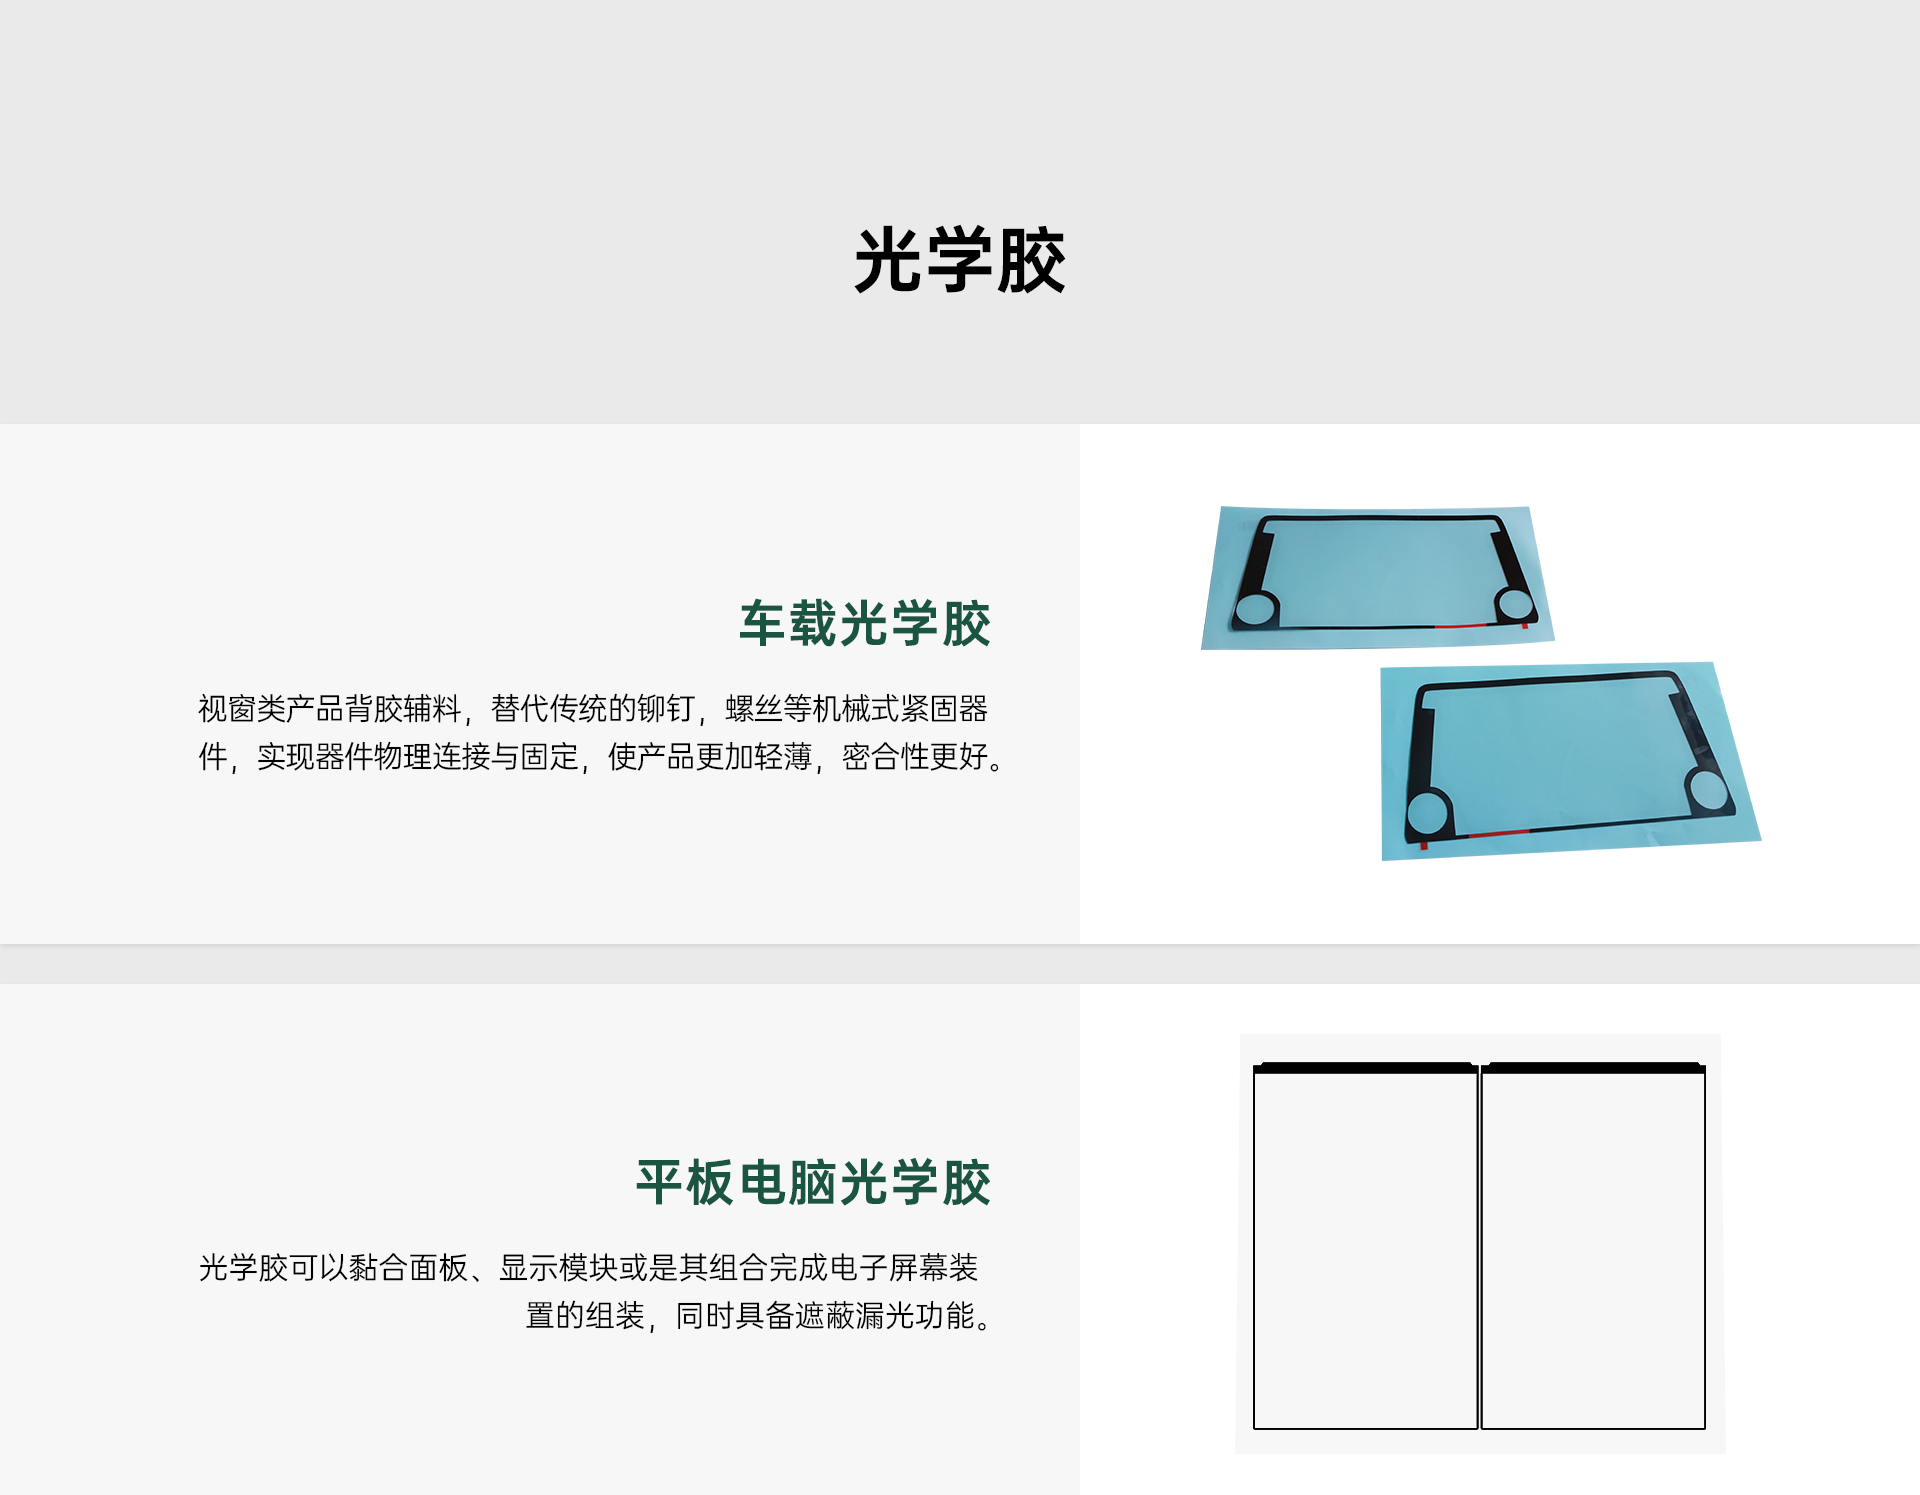 光学胶
车载光学胶
视窗类产品背胶辅料，替代传统的铆钉，螺丝等机械式紧固器
件，实现器件物理连接与固定，使产品更加轻薄，密合性更好。
平板电脑光学胶
光学胶可以黏合面板、显示模块或是其组合完成电子屏幕装
置的组装，同时具备遮蔽漏光功能。